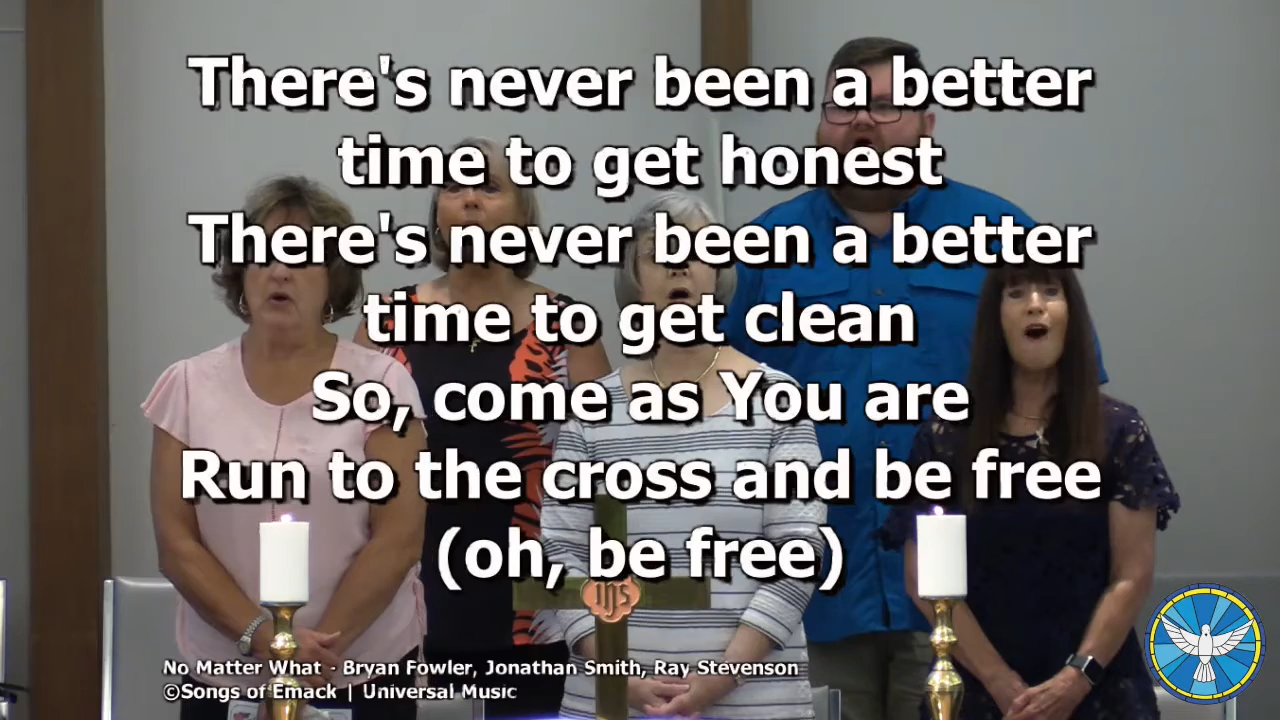 There's never been a better
time to get honest
There's never been a better
time to get clean
So, come as You are
Run to the cross and be free
(oh, be free)
IHS
No Matter What - Bryan Fowler, Jonathan Smith, Ray Stevenson
©Songs of Emack | Universal Music